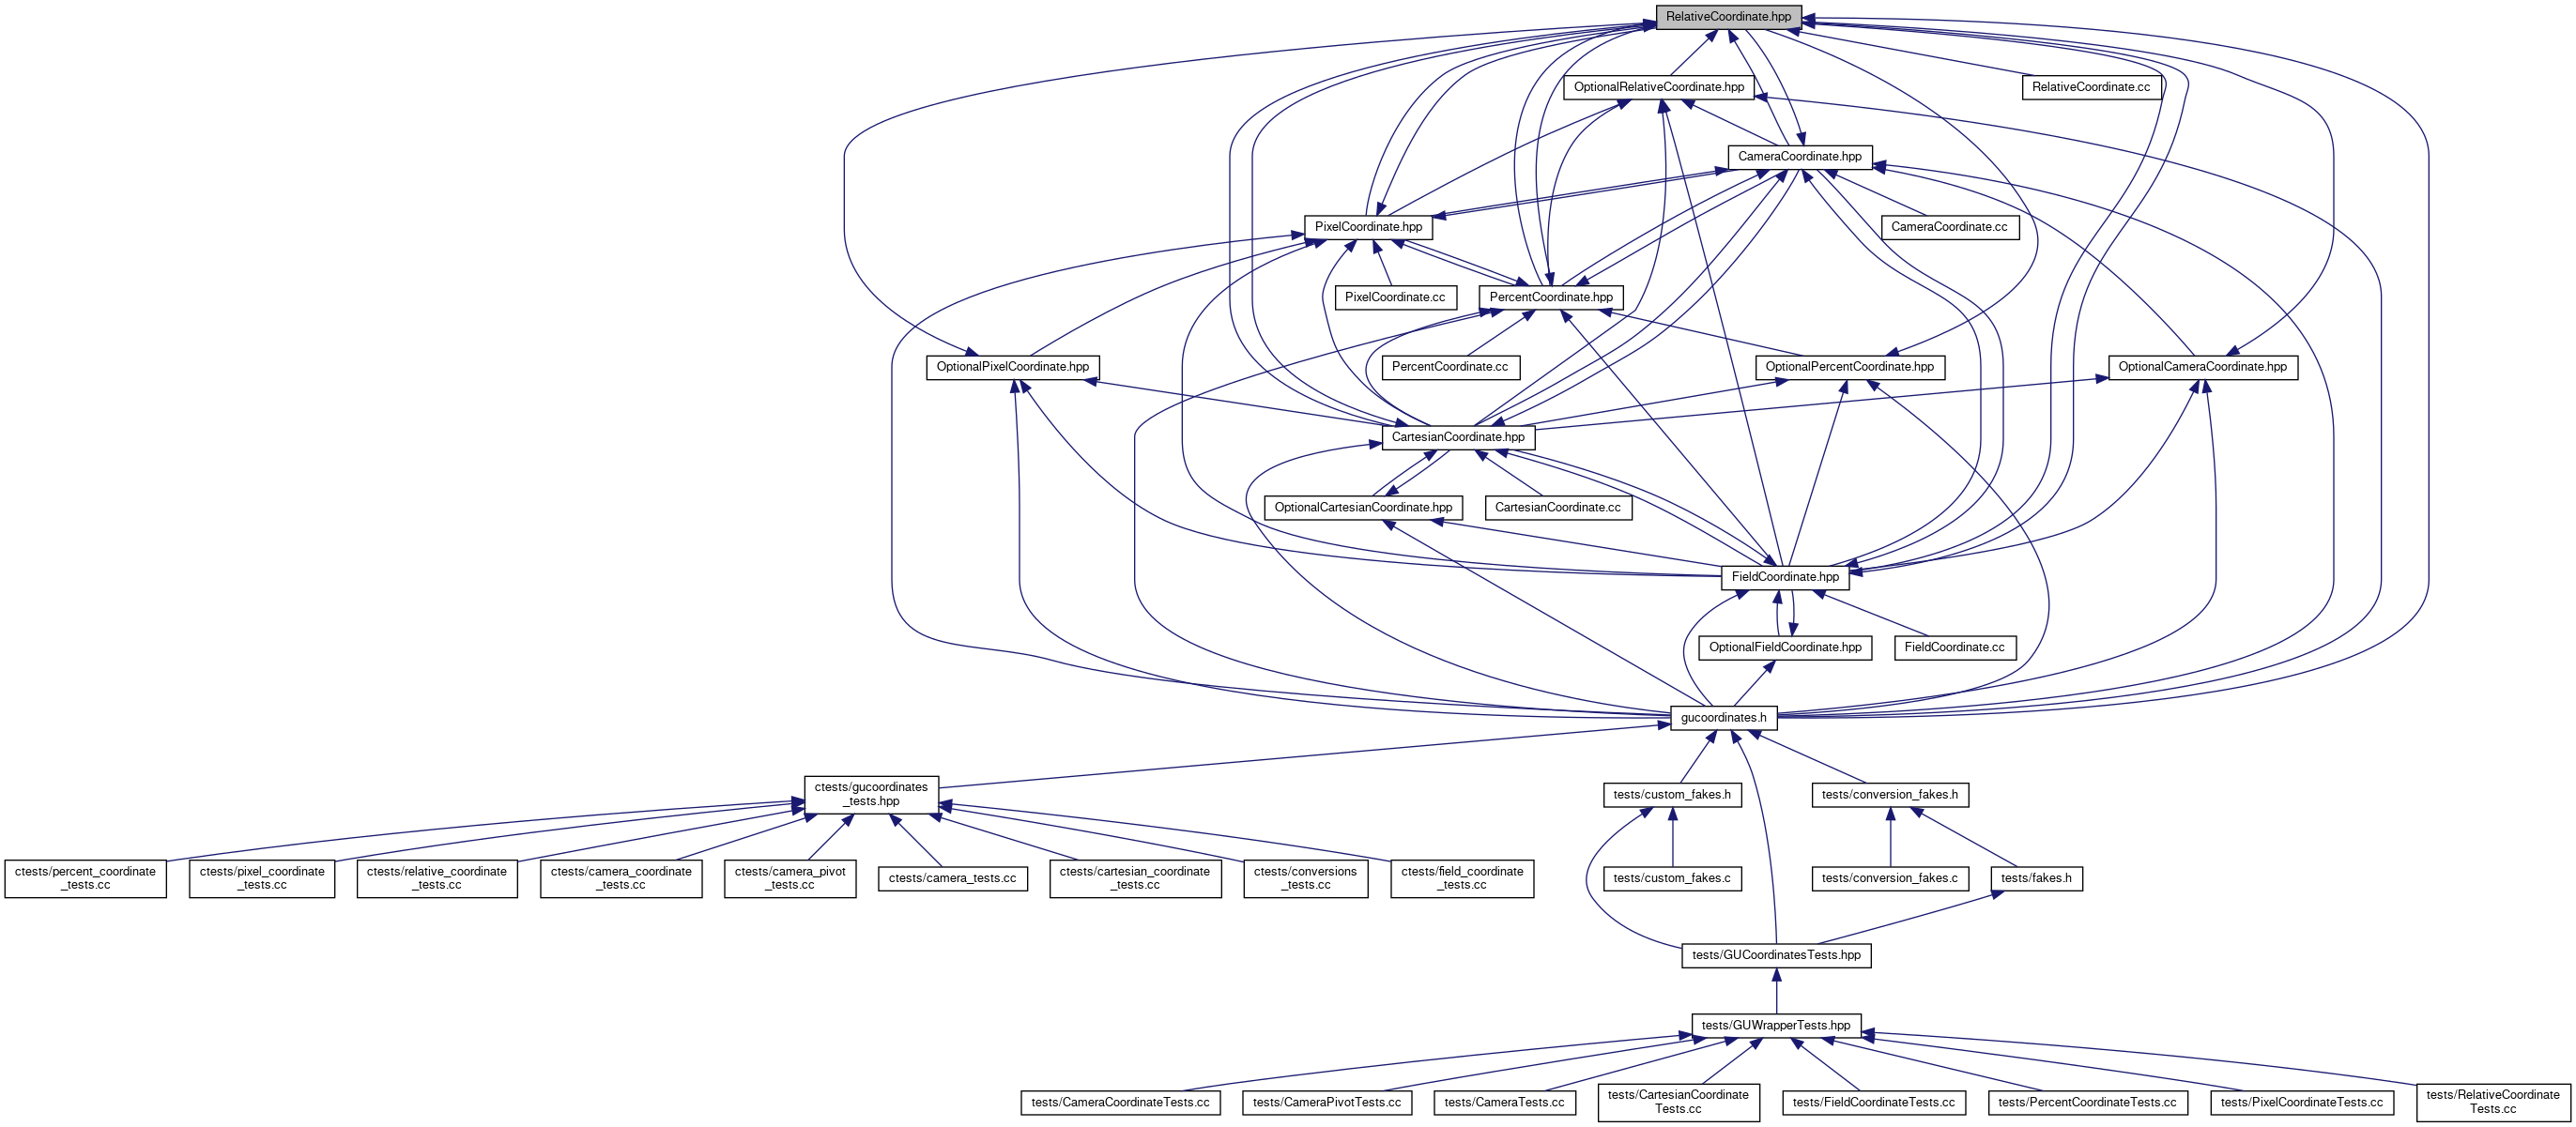 RelativeCoordinate.hpp
OptionalRelativeCoordinate.hpp
RelativeCoordinate.cc
CameraCoordinate.hpp
PixelCoordinate.hpp
CameraCoordinate.cc
PixelCoordinate.cc
PercentCoordinate.hpp
OptionalPixelCoordinate.hpp
PercentCoordinate.cc
OptionalPercentCoordinate.hpp
OptionalCameraCoordinate.hpp
CartesianCoordinate.hpp
OptionalCartesianCoordinate.hpp
CartesianCoordinate.cc
FieldCoordinate.hpp
OptionalFieldCoordinate.hpp
FieldCoordinate.cc
gucoordinates.h
ctests/gucoordinates
_tests.hpp
tests/custom_fakes.h
tests/conversion_fakes.h
ctests/percent_coordinate
_tests.cc
ctests/pixel_coordinate
_tests.cc
ctests/relative_coordinate
_tests.cc
ctests/camera_coordinate
_tests.cc
ctests/camera_pivot
_tests.cc
ctests/camera_tests.cc
ctests/cartesian_coordinate
_tests.cc
ctests/conversions
_tests.cc
ctests/field_coordinate
_tests.cc
tests/custom_fakes.c
tests/conversion_fakes.c
tests/fakes.h
tests/GUCoordinatesTests.hpp
tests/GUWrapperTests.hpp
tests/CameraCoordinateTests.cc
tests/CameraPivotTests.cc
tests/CameraTests.cc
tests/CartesianCoordinate
Tests.cc
tests/FieldCoordinateTests.cc
tests/PercentCoordinateTests.cc
tests/PixelCoordinateTests.cc
tests/RelativeCoordinate
Tests.cc